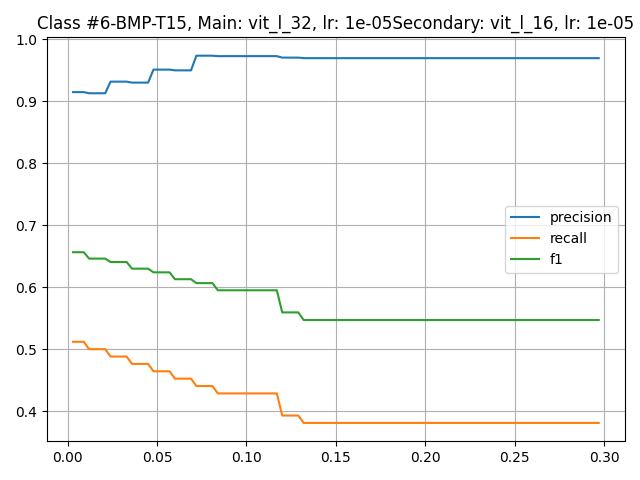 Class #6-BMP-T15, Main: vit_l_32, lr: 1e-05Secondary: vit_l_16, lr: 1e-05
1.0
0.9
0.8
0.7
0.6
0.5
0.4
precision
recall
f1
0.00 0.05 0.10 0.15 0.20 0.25 0.30